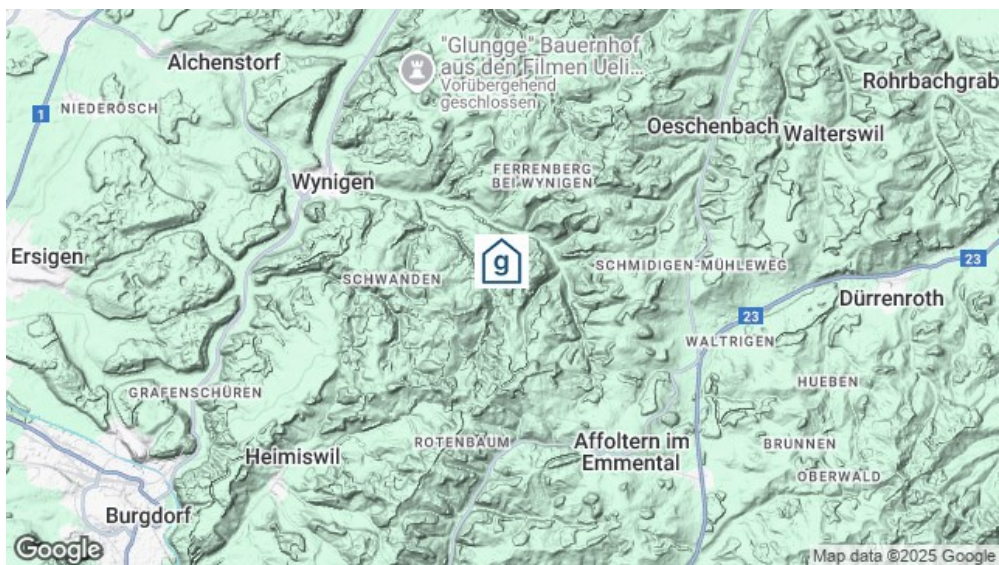 Alchenstorf
"Glungge" Bauernhof
aus den Filmen Ueli...
Vorübergehend
geschlossen
Rohrbachgrab
NIEDERÖSCH
1
Oeschenbach
Walterswil
Wynigen
FERRENBERG
BEI WYNIGEN
Ersigen
g
SCHWANDEN
SCHMIDIGEN-MÜHLEWEG
23
Dürrenroth
23
WALTRIGEN
GRAFENSCHÜREN
HUEBEN
Heimiswil
ROTENBAUM
Affoltern im
Emmental
BRUNNEN
OBERWALD
Burgdorf
Google
Map data ©2025 Google